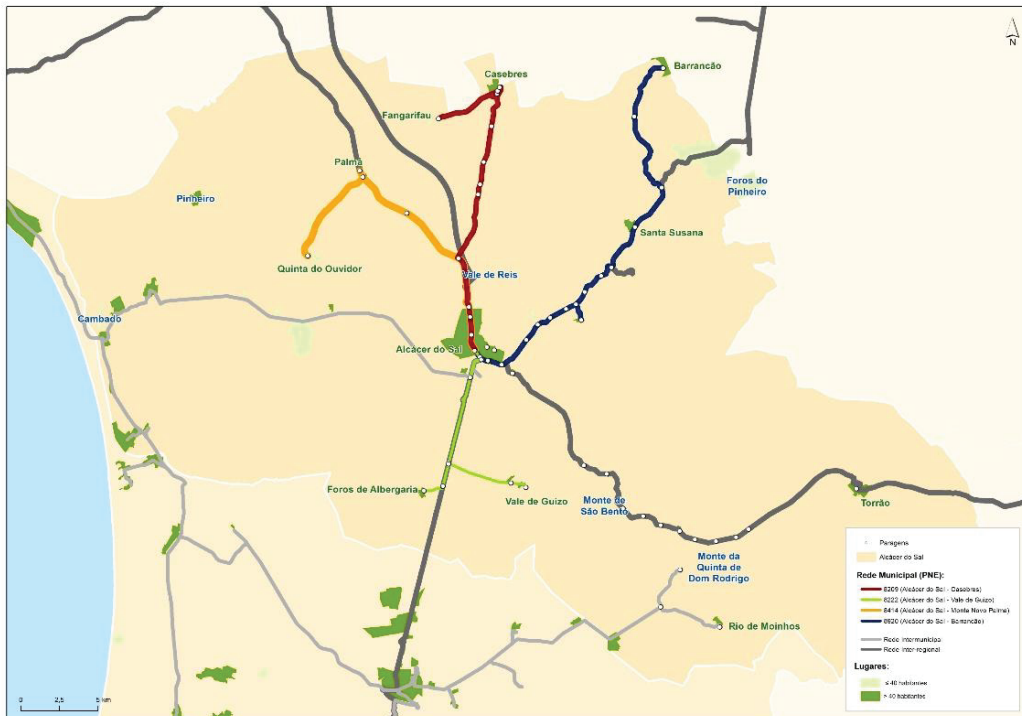 N
Casebres
Barrancão
Fangarifau
Palma
Pinheiro
Foros do
Pinheiro
Santa Susana
Quinta do Ouvidor
Vale de Reis
Cambado
Alcácer do Sal
Foros de Albergaria
Vale de Guizo
Monte de
São Bento
Torrão
Monte da
Quinta de
Dom Rodrigo
Rio de Moinhos
Paragens
Alcácer do Sal
Rede Municipal (PNE):
8209 (Alcácer do Sal - Casebres)
8222 (Alcácer do Sal - Vale de Guizo)
8414 (Alcácer do Sal - Monte Novo Palma)
8920 (Alcácer do Sal - Barrancão)
Rede Intermunicipal
Rede Inter-regional
Lugares:
≤ 40 habitantes
> 40 habitantes
0 2,5 5 km